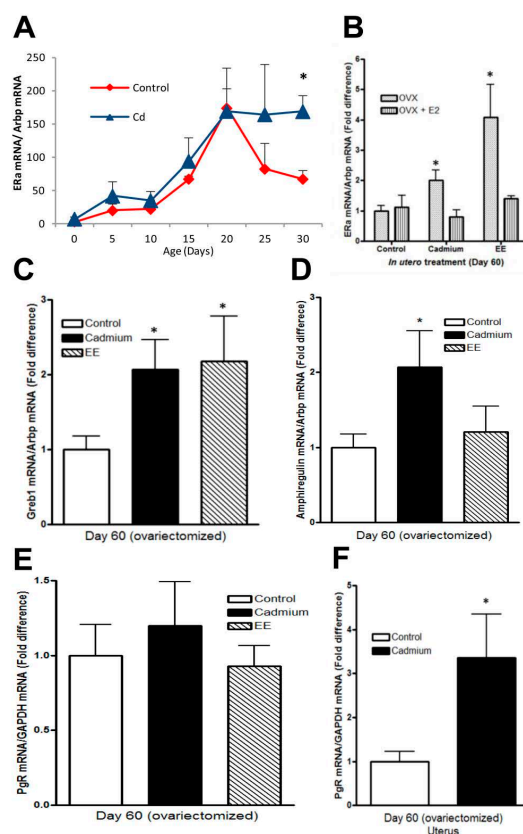 A
ERa mRNA/ Arbp mRNA
250
200
150
100
50
0
Control
Cd
*
0 5 10 15 20 25 30
Age (Days)
B
ERa mRNA/Arbp mRNA (Fold difference)
6
4
2
0
OVX
OVX + E2
*
*
Control Cadmium EE
In utero treatment (Day 60)
C
Greb1 mRNA/Arbp mRNA (Fold difference)
3
2
1
0
Control
Cadmium
EE
*
*
Day 60 (ovariectomized)
D
Amphiregulin mRNA/Arbp mRNA (Fold difference)
3
2
1
0
Control
Cadmium
EE
*
Day 60 (ovariectomized)
E
PgR mRNA/GAPDH mRNA (Fold difference)
1.5
1.0
0.5
0.0
Control
Cadmium
EE
Day 60 (ovariectomized)
F
PgR mRNA/GAPDH mRNA (Fold difference)
5
4
3
2
1
0
Control
Cadmium
*
Day 60 (ovariectomized)
Uterus